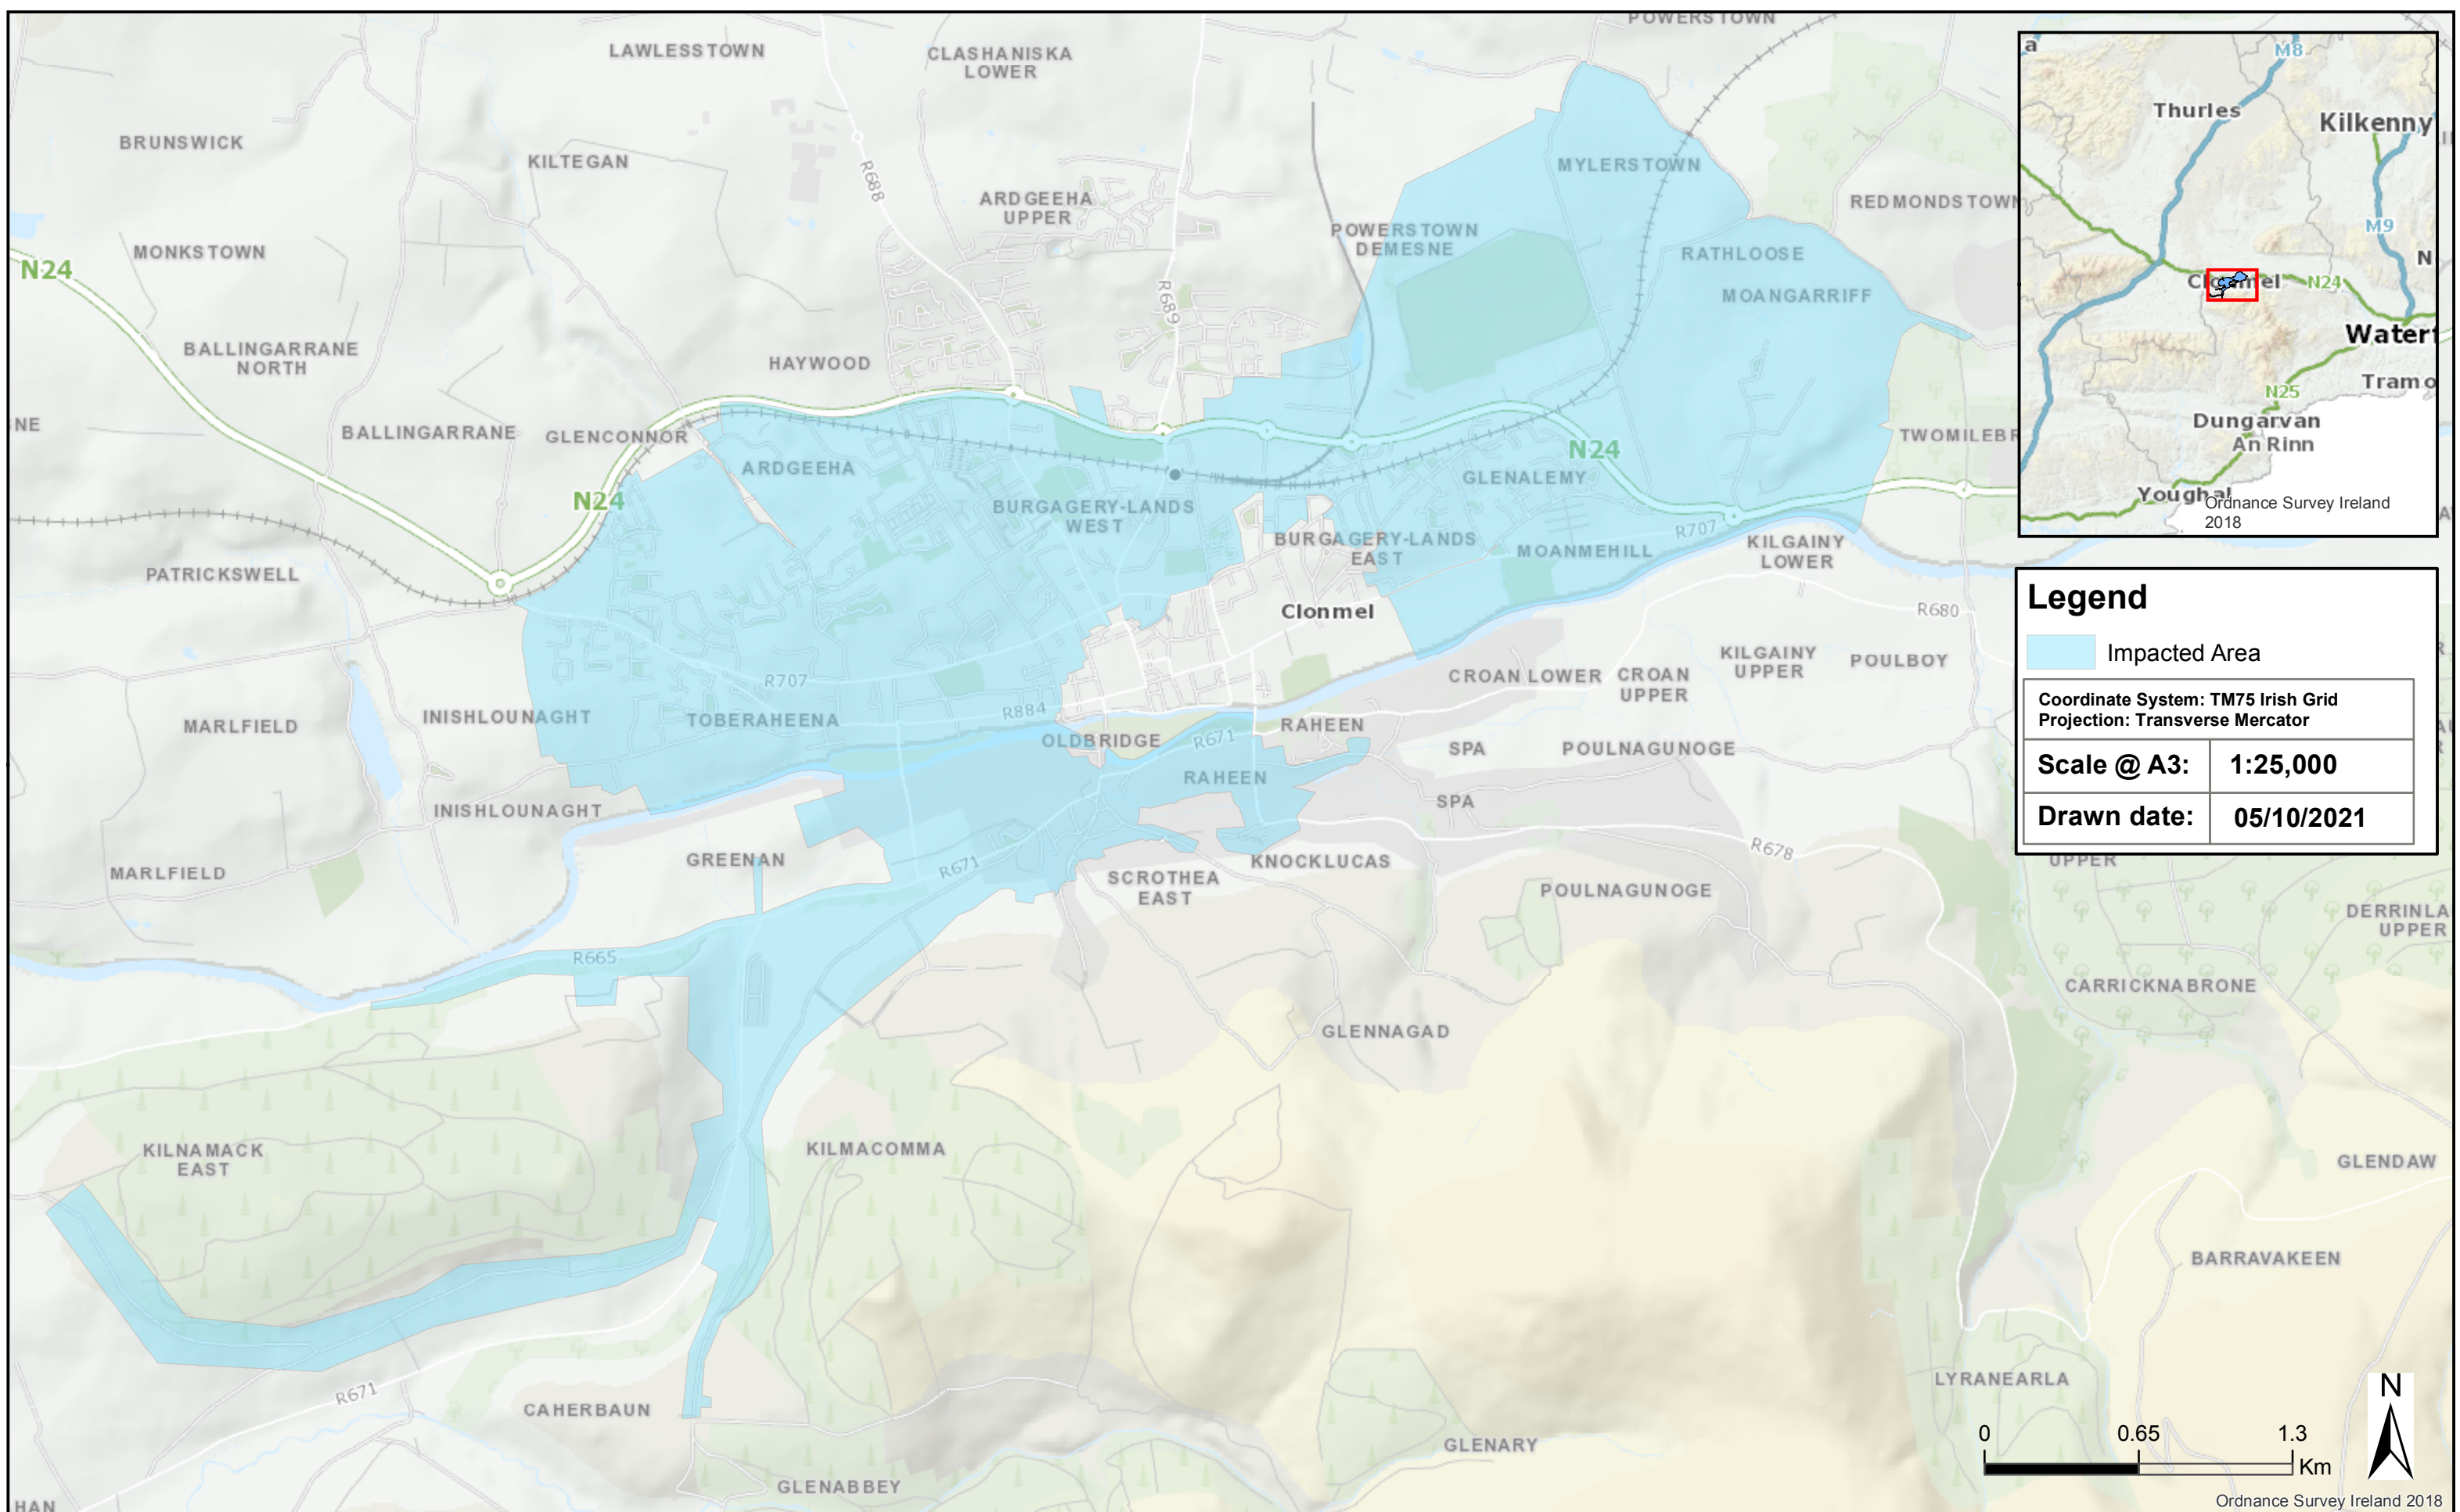 POWERSTOWN
LAWLESSTOWN
CLASHANISKA
LOWER
BRUNSWICK
KILTEGAN
R688
MYLERSTOWN
ARDGEEHA
UPPER
REDMONDSTOWN
POWERSTOWN
DEMESNE
MONKSTOWN
N24
RATHLOOSE
MOANGARRIFF
R689
BALLINGARRANE
NORTH
HAYWOOD
NE
BALLINGARRANE
GLENCONNOR
TWOMILEBR
N24
ARDGEEHA
GLENALEMY
N24
BURGAGERY-LANDS
WEST
R707
BURGAGERY-LANDS
EAST
MOANMEHILL
KILGAINY
LOWER
PATRICKSWELL
Clonmel
R680
KILGAINY
UPPER
POULBOY
CROAN LOWER
CROAN
UPPER
R707
INISHLOUNAGHT
TOBERAHEENA
R884
MARLFIELD
RAHEEN
OLDBRIDGE
R671
SPA
POULNAGUNOGE
RAHEEN
SPA
INISHLOUNAGHT
R678
GREENAN
R671
KNOCKLUCAS
MARLFIELD
SCROTHEA
EAST
POULNAGUNOGE
UPPER
DERRINLA
UPPER
R665
CARRICKNABRONE
GLENNAGAD
KILNAMACK
EAST
KILMACOMMA
GLENDAW
BARRAVAKEEN
R671
CAHERBAUN
LYRANEARLA
GLENARY
GLENABBEY
HAN
a
M8
Thurles
Kilkenny
M9
N
Clonmel
N24
Watert
Tramo
N25
Dungarvan
An Rinn
Youghal
Ordnance Survey Ireland
2018
Legend
Impacted Area
Coordinate System: TM75 Irish Grid
Projection: Transverse Mercator
Scale @ A3: 1:25,000
Drawn date: 05/10/2021
N
0 0.65 1.3
Km
Ordnance Survey Ireland 2018